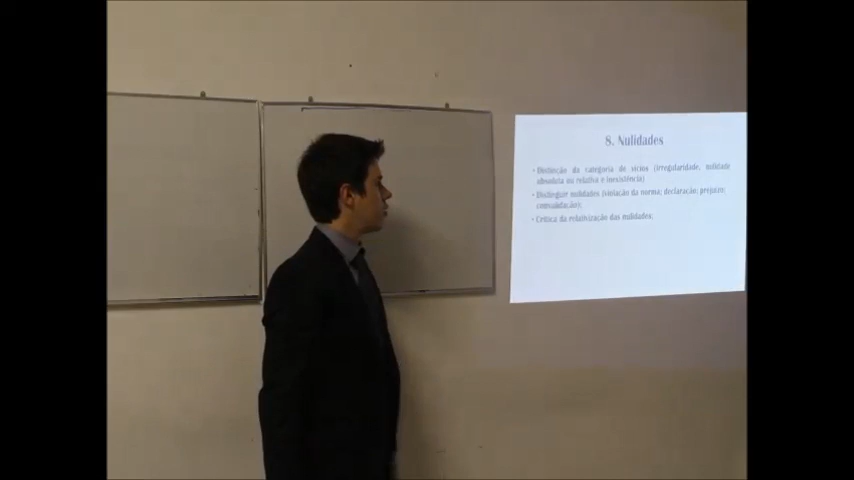 8. Nulidades
• Distinção da categoria de vícios (irregularidade, nulidade
absoluta ou relativa e inexistência)
• Distinguir nulidades (violação da norma; declaração; prejuízo;
convalidação);
• Crítica da relativização das nulidades;